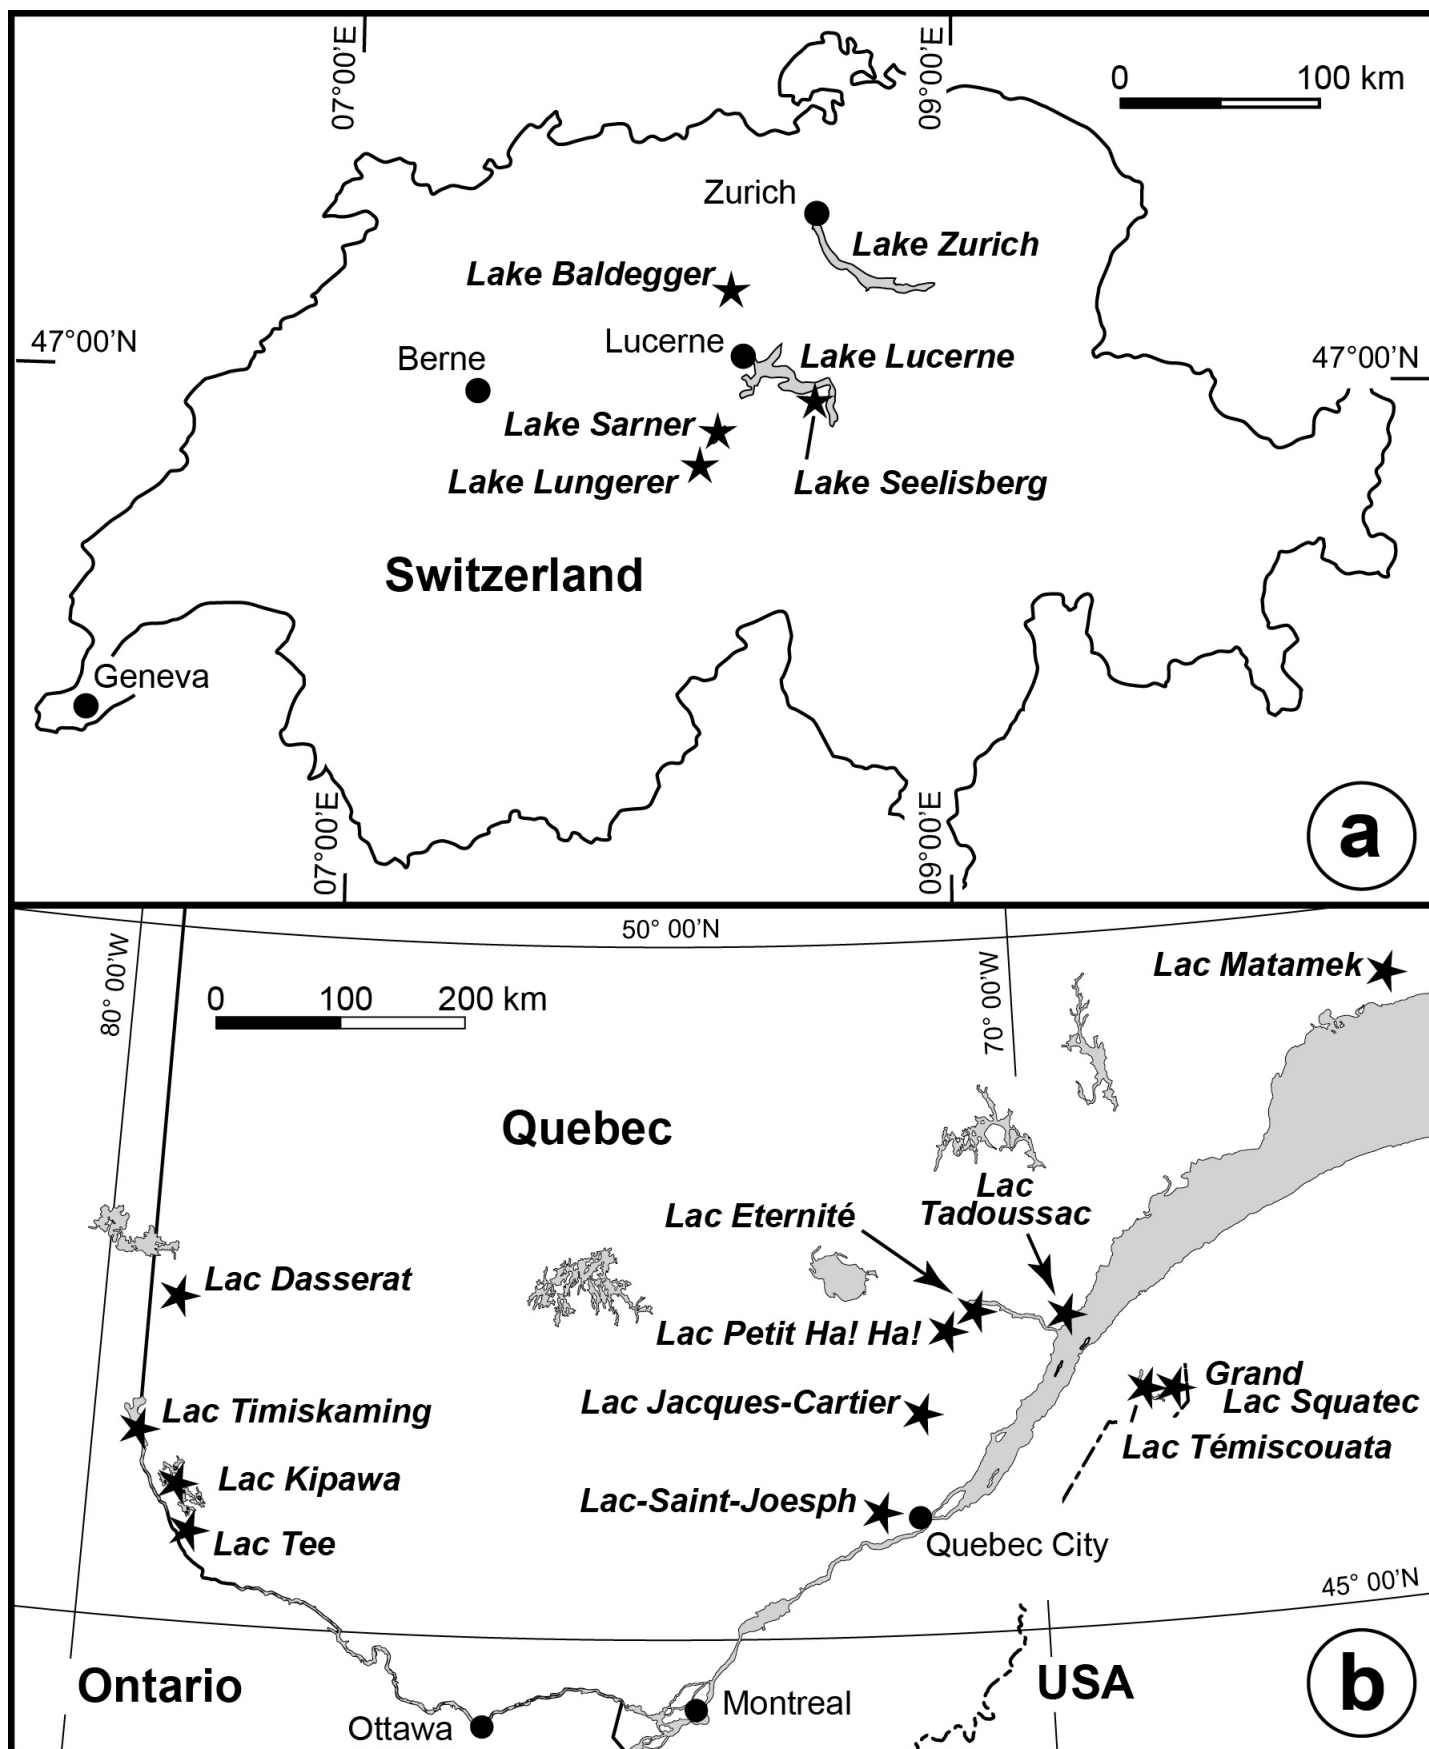 07°00’E
09°00’E
0 100 km
Zurich
Lake Zurich
Lake Baldegger
47°00’N
Lucerne
Lake Lucerne
47°00’N
Berne
Lake Sarner
Lake Lungerer
Lake Seelisberg
Switzerland
Geneva
07°00’E
09°00’E
a
50° 00’N
80° 00’W
70° 00’W
Lac Matamek
0 100 200 km
Quebec
Lac
Tadoussac
Lac Eternité
Lac Dasserat
Lac Petit Ha! Ha!
Grand
Lac Squatec
Lac Jacques-Cartier
Lac Timiskaming
Lac Témiscouata
Lac Kipawa
Lac-Saint-Joesph
Lac Tee
Quebec City
45° 00’N
Ontario
USA
b
Montreal
Ottawa